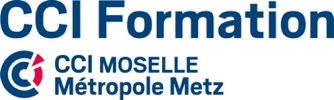 CCI Formation
CCI MOSELLE
Métropole Metz